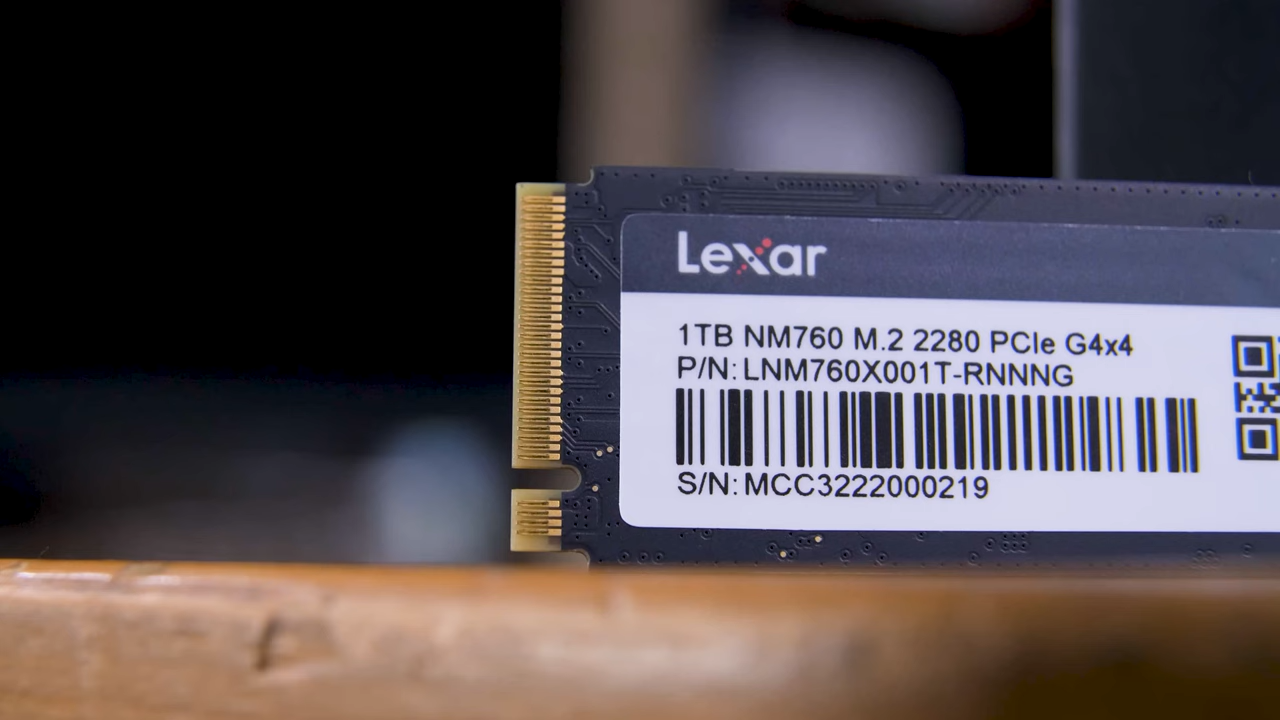 Lexar
1TB NM760 M.2 2280 PCIe G4x4
P/N:LNM760X001T-RNNNG
S/N:MCC3222000219